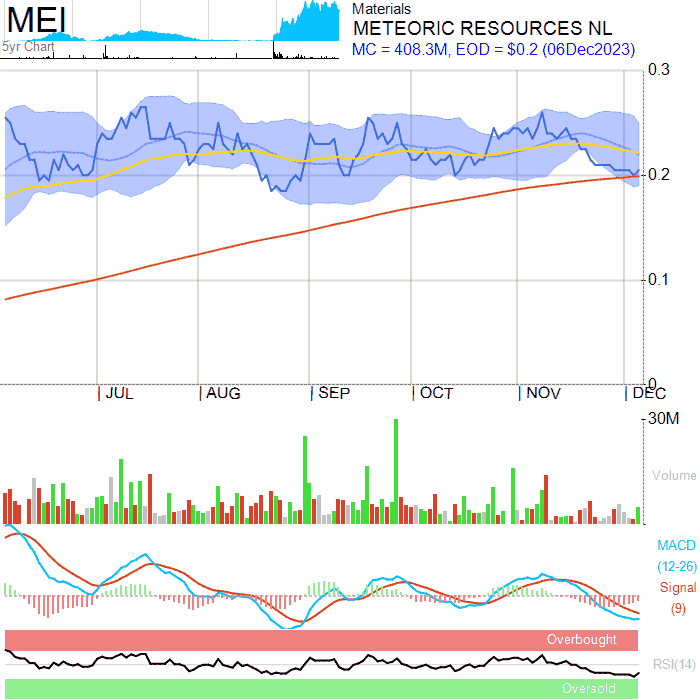 MEI
5yr Chart
Materials
METEORIC RESOURCES NL
MC = 408.3M, EOD = $0.2 (06Dec2023)
0.3
0.2
0.1
0
JUL AUG SEP OCT NOV DEC
30M
Volume
MACD
(12-26)
Signal
(9)
Overbought
RSI(14)
Oversold